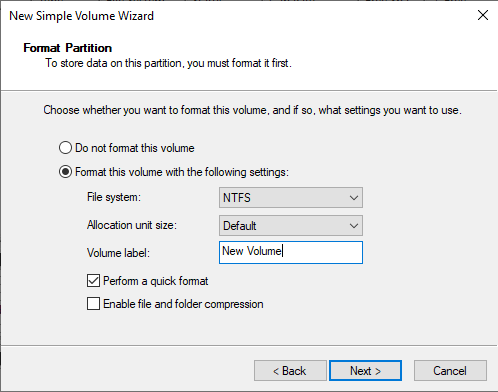 New Simple Volume Wizard
Format Partition
To store data on this partition, you must format it first.
Choose whether you want to format this volume, and if so, what settings you want to use.
Do not format this volume
Format this volume with the following settings:
File system: NTFS
Allocation unit size: Default
Volume label: New Volume
Perform a quick format
Enable file and folder compression
< Back Next > Cancel